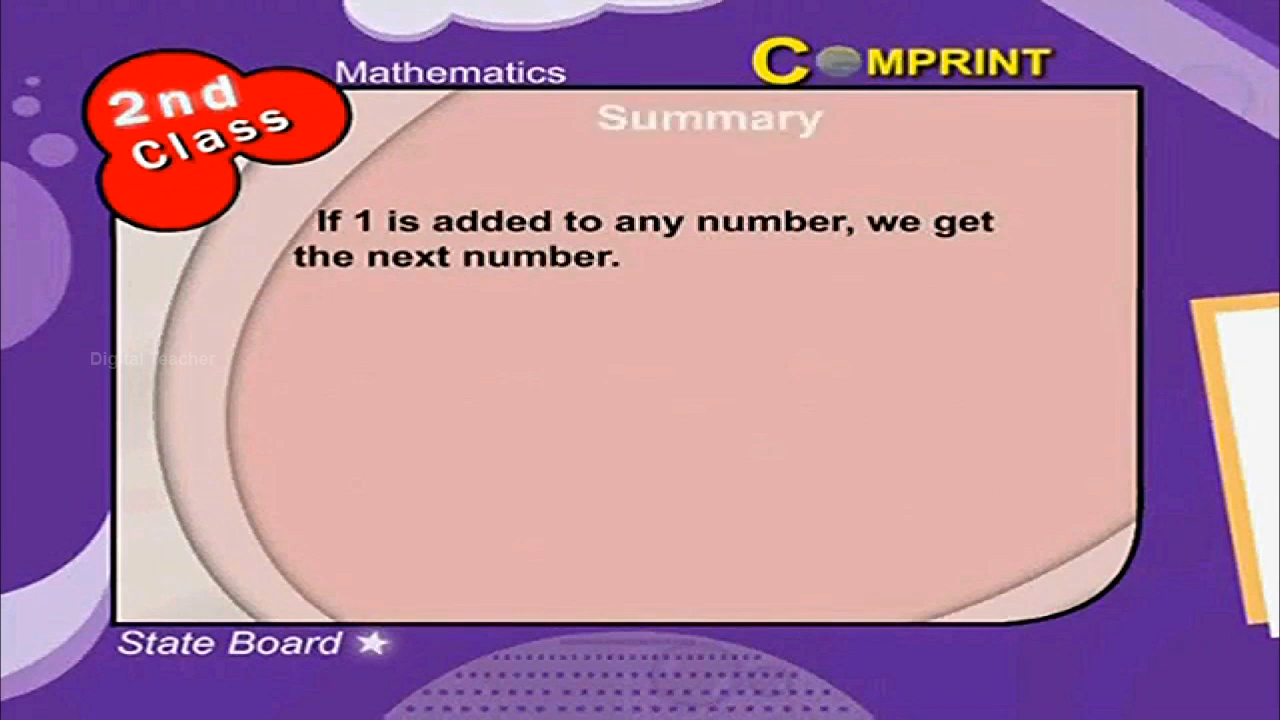 2nd
Class
Mathematics
COMPRINT
Summary
If 1 is added to any number, we get
the next number.
Digital Teacher
State Board